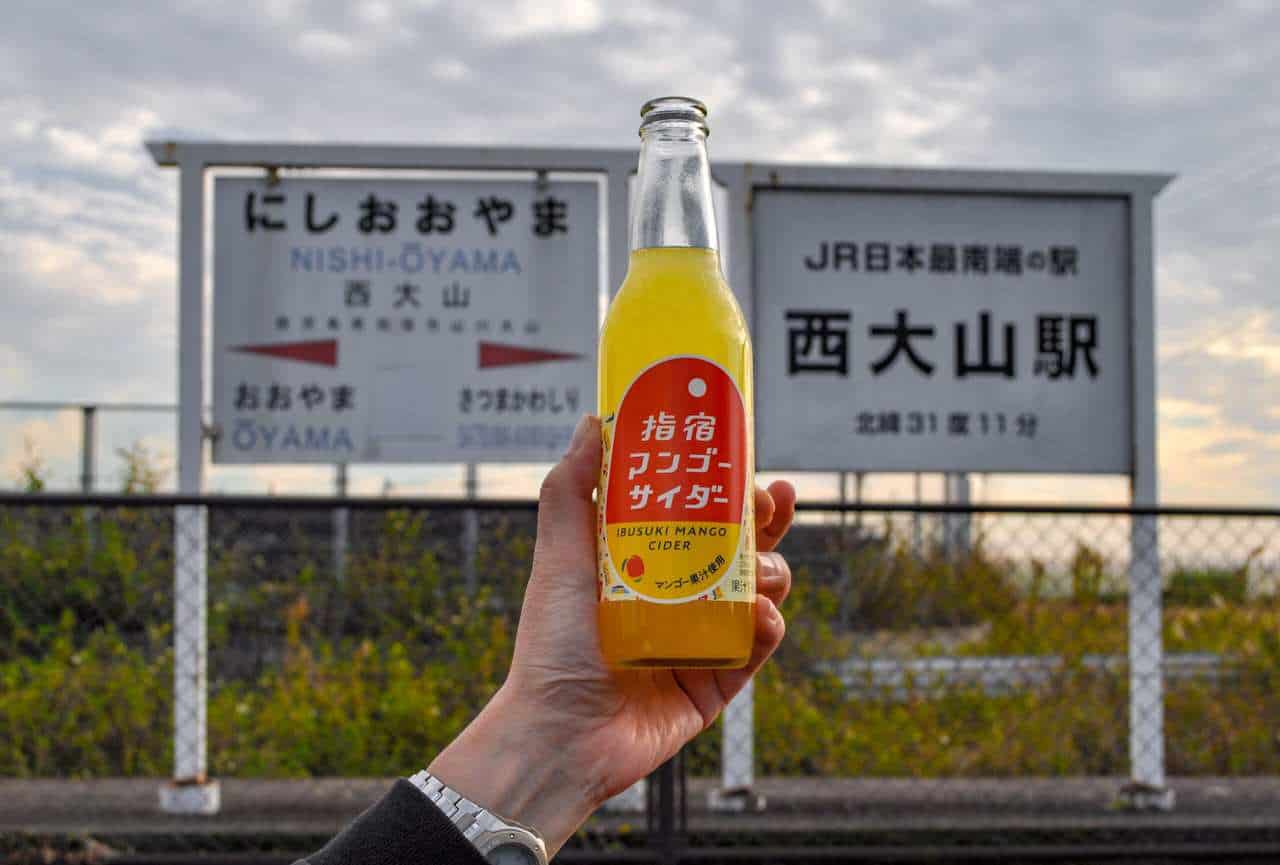 にしおおやま
NISHI-ŌYAMA
西大山
おおやま
さつまかわしり
ŌYAMA
JR日本最南端の駅
西大山駅
北緯31度11分
指宿
マンゴー
サイダー
IBUSUKI MANGO
CIDER
マンゴー果汁使用
果汁